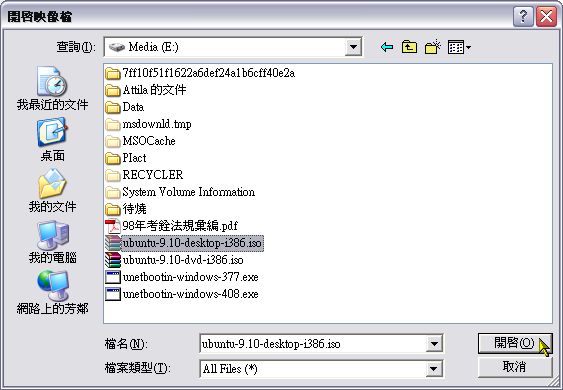 開啓映像檔
查詢(I):
Media (E:)
我最近的文件
桌面
我的文件
我的電腦
網路上的芳鄰
7ff10f51f1622a6def24a1b6cff40e2a
Attila 的文件
Data
msdownld.tmp
MSOCache
PIact
RECYCLER
System Volume Information
待燒
98年考銓法規彙編.pdf
ubuntu-9.10-desktop-i386.iso
ubuntu-9.10-dvd-i386.iso
unetbootin-windows-377.exe
unetbootin-windows-408.exe
檔名(N):
ubuntu-9.10-desktop-i386.iso
開啓(O)
檔案類型(T):
All Files (*)
取消